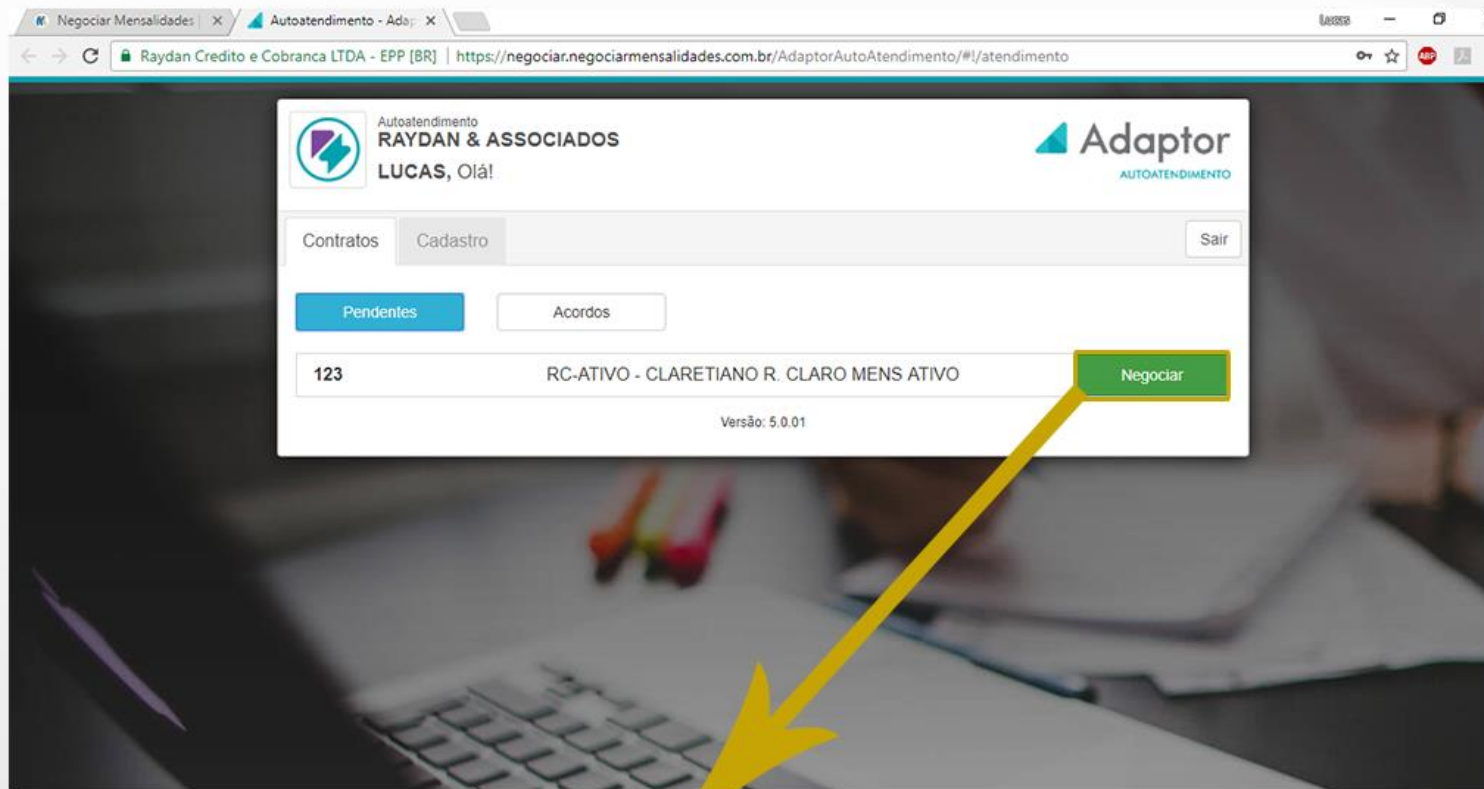 Negociar Mensalidades |
Autoatendimento - Adap
Lucas
Raydan Credito e Cobranca LTDA - EPP [BR] | https://negociar.negociarmensalidades.com.br/AdaptorAutoAtendimento/#!/atendimento
ABP
Autoatendimento
RAYDAN & ASSOCIADOS
LUCAS, Olá!
Adaptor
AUTOATENDIMENTO
Contratos Cadastro Sair
Pendentes Acordos
123 RC-ATIVO - CLARETIANO R. CLARO MENS ATIVO Negociar
Versão: 5.0.01